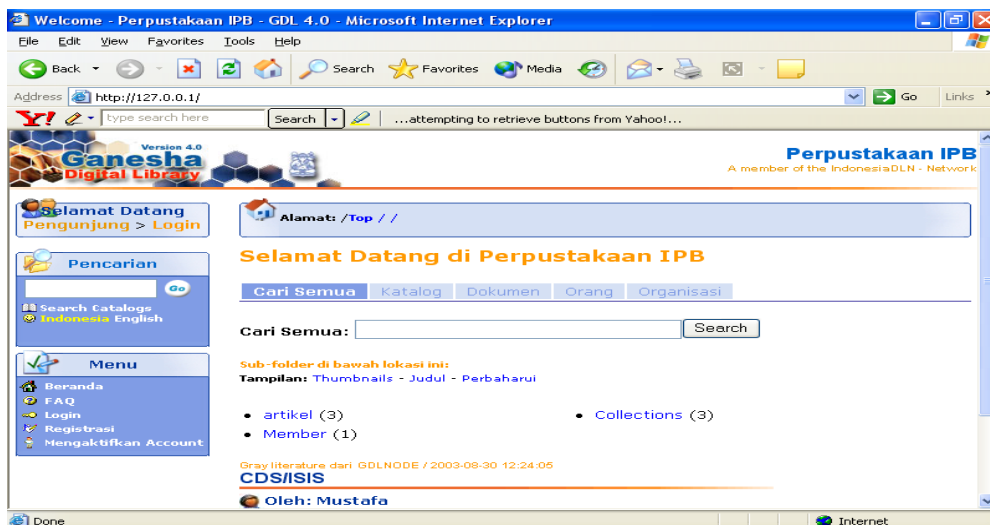 Welcome - Perpustakaan IPB - GDL 4.0 - Microsoft Internet Explorer
File Edit View Favorites Tools Help
Back Search Favorites Media
Address http://127.0.0.1/ Go Links
Y! type search here Search ...attempting to retrieve buttons from Yahoo!...
Version 4.0
Ganesha
Digital Library
Perpustakaan IPB
A member of the IndonesiaDLN - Network
Selamat Datang
Pengunjung > Login
Alamat: /Top / /
Pencarian
Go
Search Catalogs
Indonesia English
Menu
Beranda
FAQ
Login
Registrasi
Mengaktifkan Account
Selamat Datang di Perpustakaan IPB
Cari Semua Katalog Dokumen Orang Organisasi
Cari Semua: Search
Sub-folder di bawah lokasi ini:
Tampilan: Thumbnails - Judul - Perbaharui
artikel (3)
Collections (3)
Member (1)
Gray literature dari GDLNODE / 2003-08-30 12:24:05
CDS/ISIS
Oleh: Mustafa
Done Internet